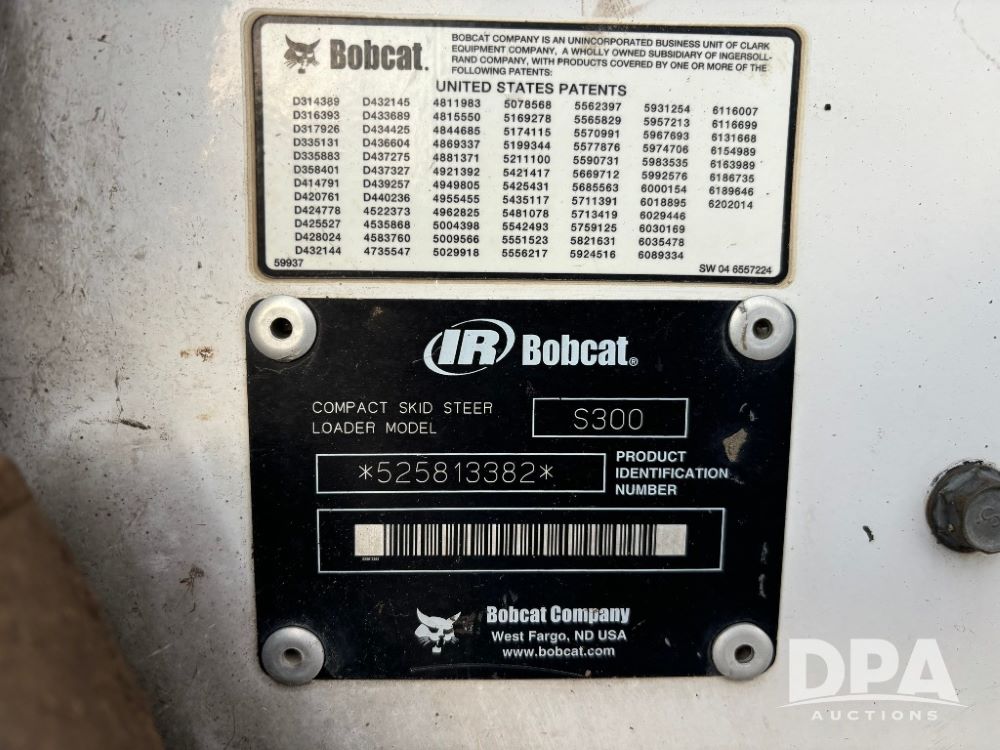 Bobcat.
BOBCAT COMPANY IS AN UNINCORPORATED BUSINESS UNIT OF CLARK
EQUIPMENT COMPANY, A WHOLLY OWNED SUBSIDIARY OF INGERSOLL-
RAND COMPANY, WITH PRODUCTS COVERED BY ONE OR MORE OF THE
FOLLOWING PATENTS:
UNITED STATES PATENTS
D314389 D432145 4811983 5078568 5562397 5931254 6116007
D316393 D433689 4815550 5169278 5565829 5957213 6116699
D317926 D434425 4844685 5174115 5570991 5967693 6131668
D335131 D436604 4869337 5199344 5577876 5974706 6154989
D335883 D437275 4881371 5211100 5590731 5983535 6163989
D358401 D437327 4921392 5421417 5669712 5992576 6186735
D414791 D439257 4949805 5425431 5685563 6000154 6189646
D420761 D440236 4955455 5435117 5711391 6018895 6202014
D424778 4522373 4962825 5481078 5713419 6029446
D425527 4535868 5004398 5542493 5759125 6030169
D428024 4583760 5009566 5551523 5821631 6035478
D432144 4735547 5029918 5556217 5924516 6089334
59937 SW 04 6557224
IR Bobcat®
COMPACT SKID STEER
LOADER MODEL
S300
*525813382*
PRODUCT
IDENTIFICATION
NUMBER
Bobcat Company
West Fargo, ND USA
www.bobcat.com
DPA
AUCTIONS